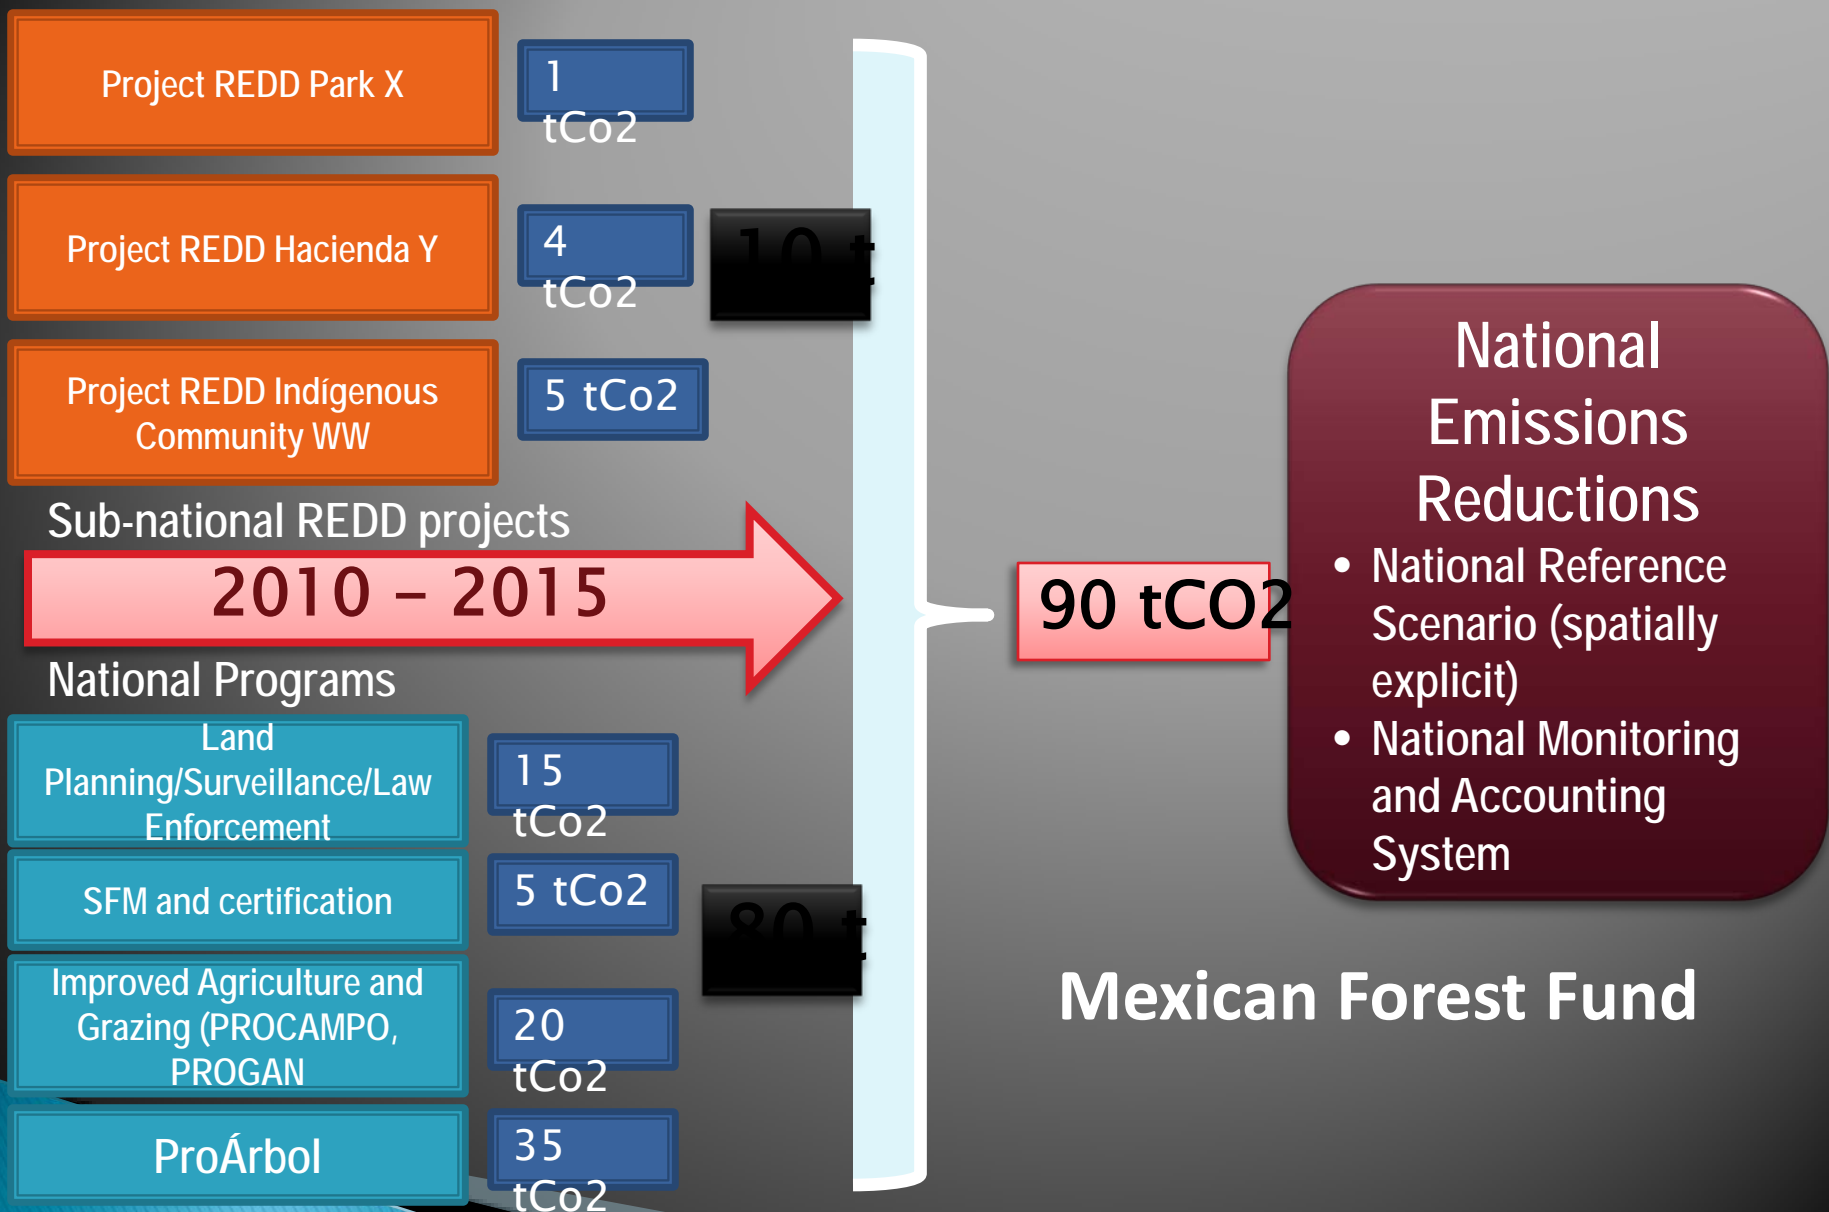 Project REDD Park X
1
tCo2
Project REDD Hacienda Y
4
tCo2
10 t
Project REDD Indígenous
Community WW
5 tCo2
Sub-national REDD projects
2010 – 2015
National Programs
Land
Planning/Surveillance/Law
Enforcement
15
tCo2
SFM and certification
5 tCo2
80 t
Improved Agriculture and
Grazing (PROCAMPO,
PROGAN
20
tCo2
ProÁrbol
35
tCo2
90 tCO2
National
Emissions
Reductions
• National Reference
Scenario (spatially
explicit)
• National Monitoring
and Accounting
System
Mexican Forest Fund